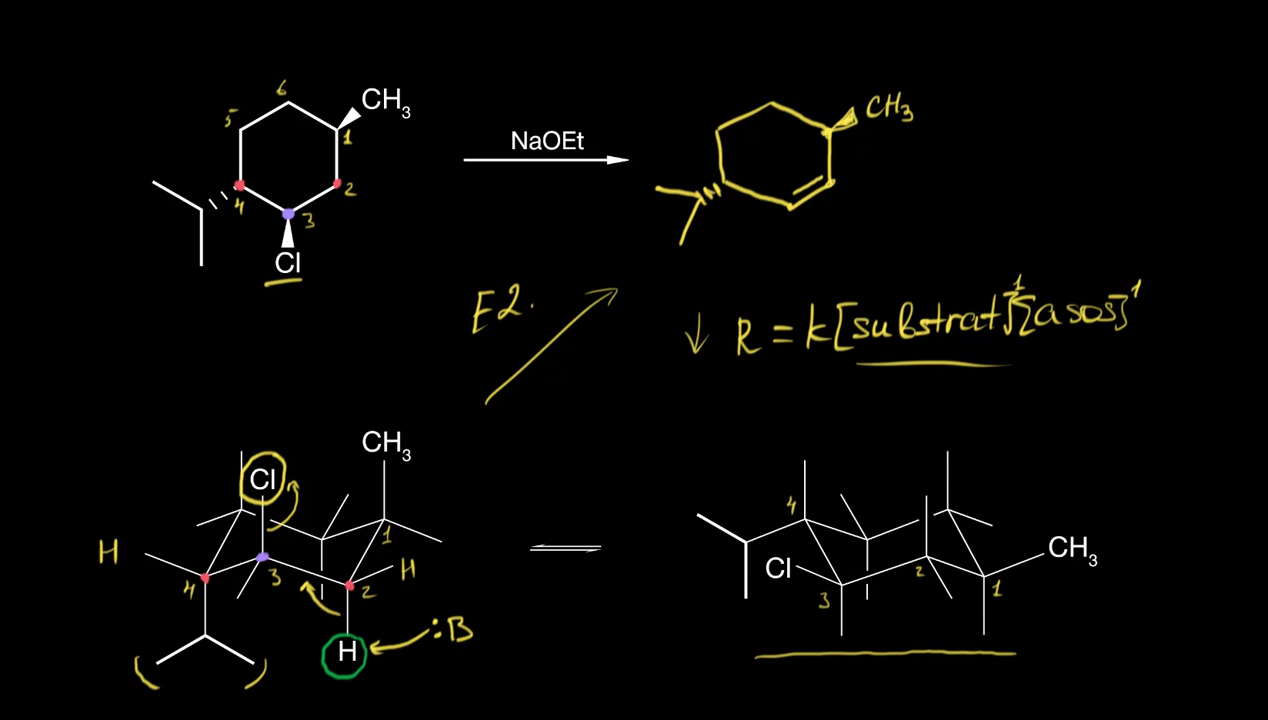 6
CH3
5
1
2
4
3
Cl
NaOEt
CH3
E2.
↓ R = k[substrat]¹[asos]¹
CH3
Cl
H
1
3
H
4
2
:B
H
4
Cl
3
2
1
CH3